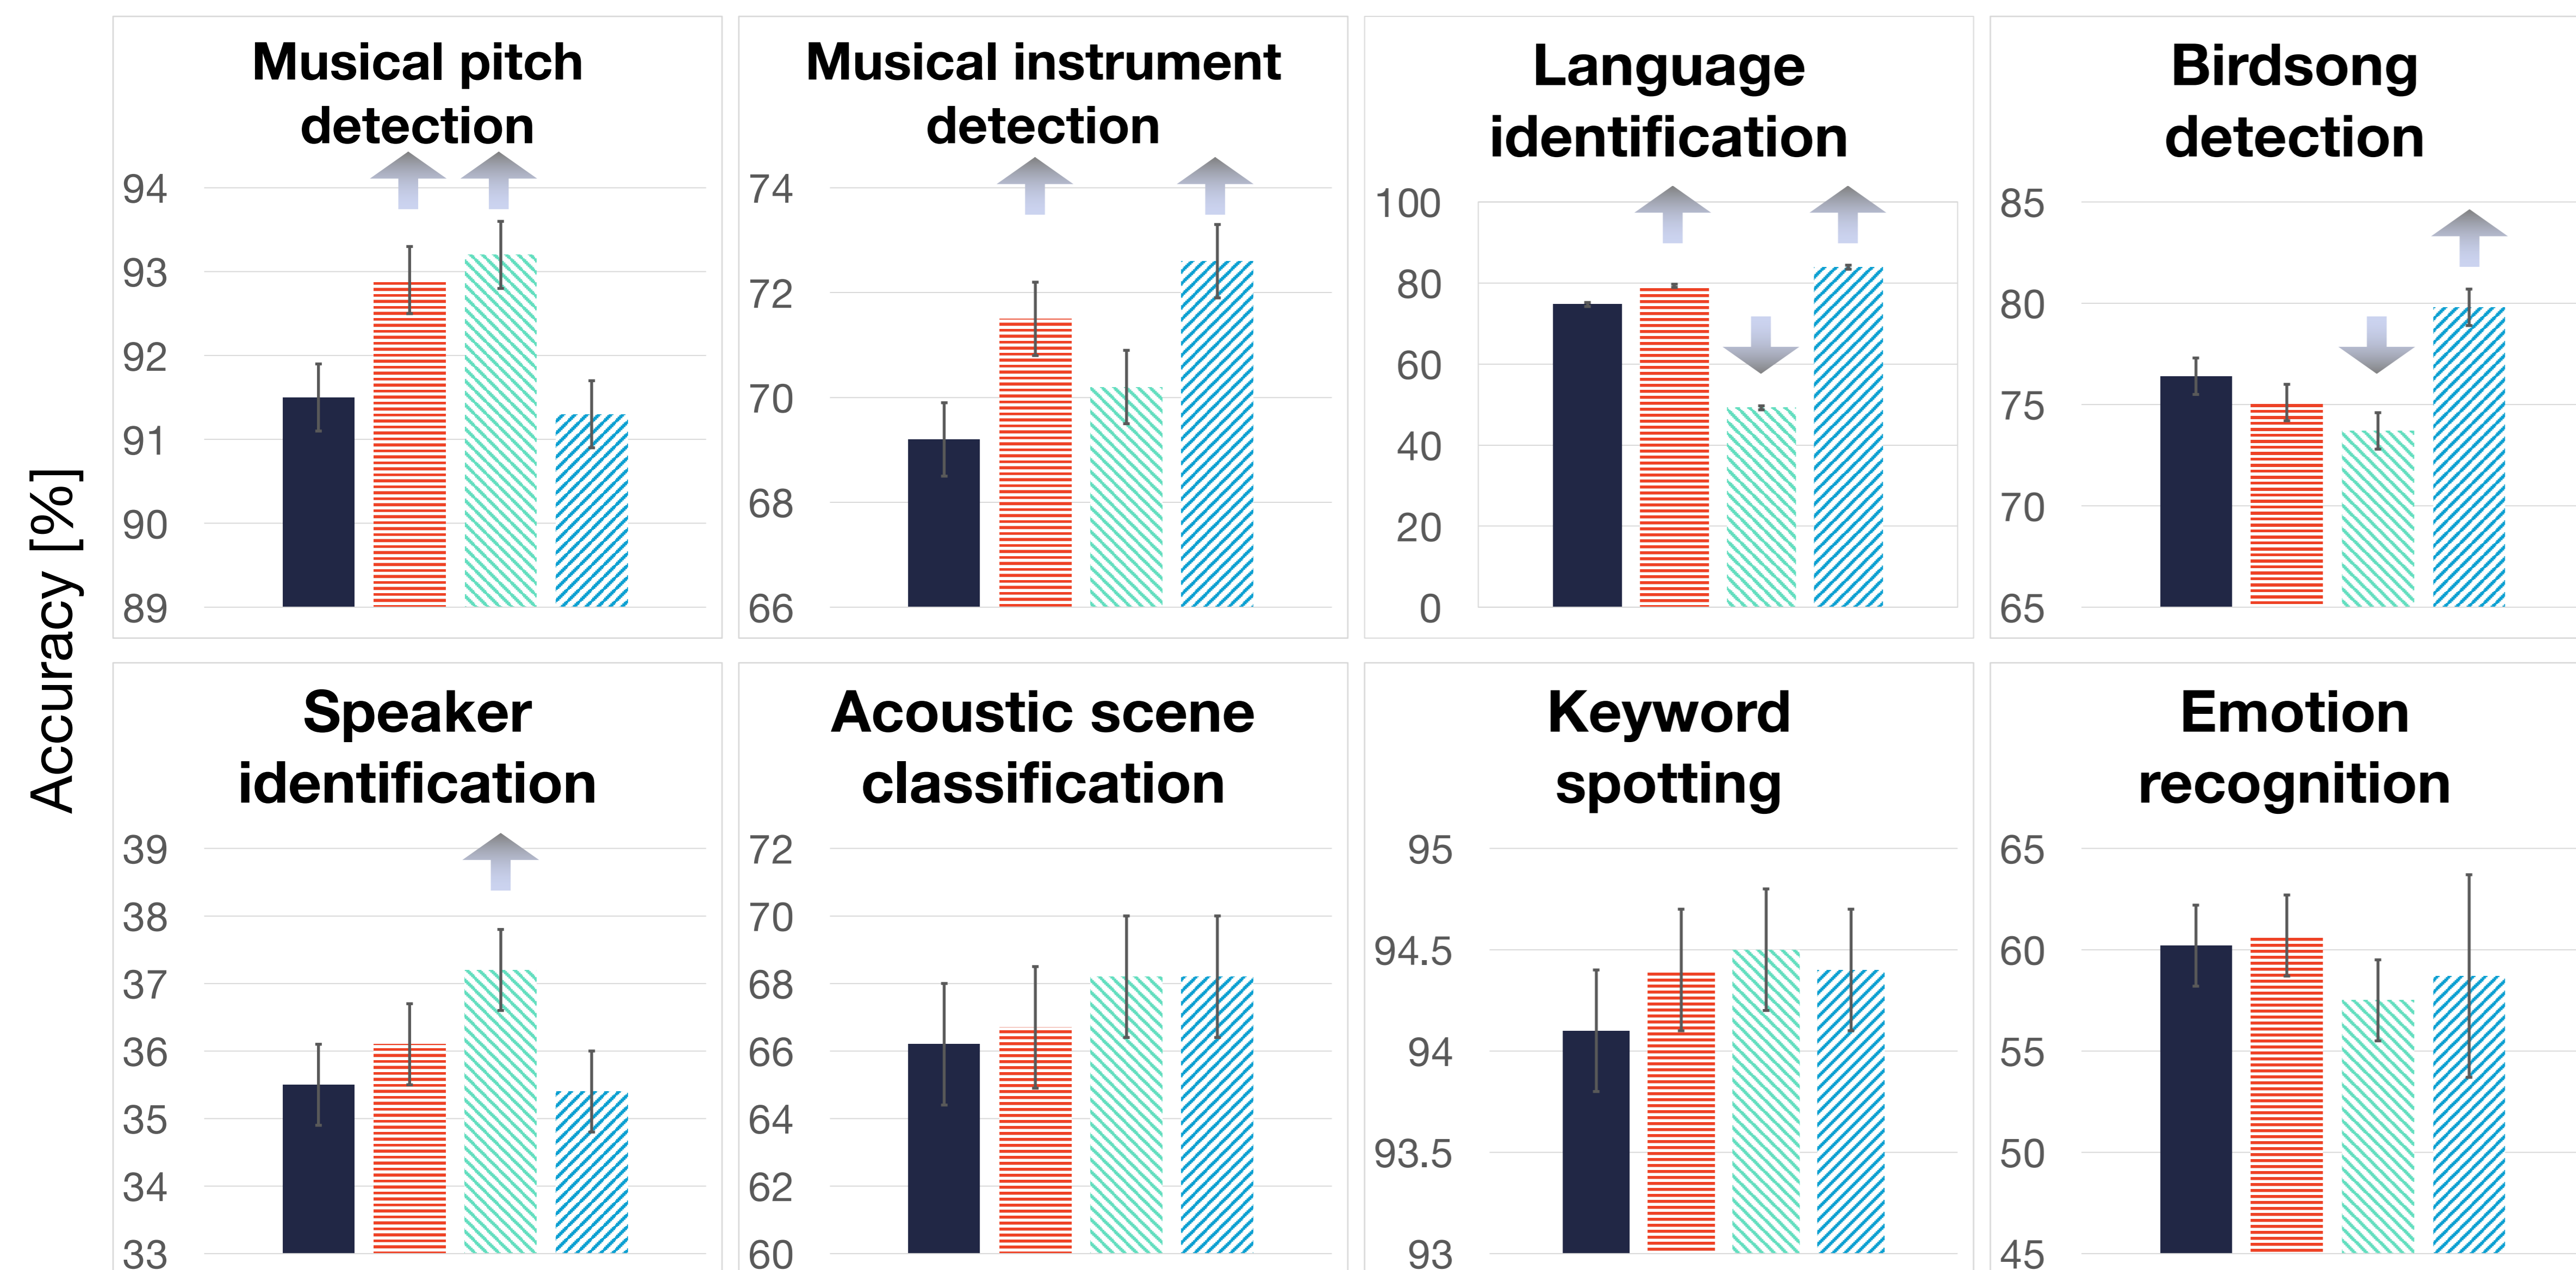 Accuracy [%]
Musical pitch
detection
94
93
92
91
90
89
Musical instrument
detection
74
72
70
68
66
Language
identification
100
80
60
40
20
0
Birdsong
detection
85
80
75
70
65
Speaker
identification
39
38
37
36
35
34
33
Acoustic scene
classification
72
70
68
66
64
62
60
Keyword
spotting
95
94.5
94
93.5
93
Emotion
recognition
65
60
55
50
45